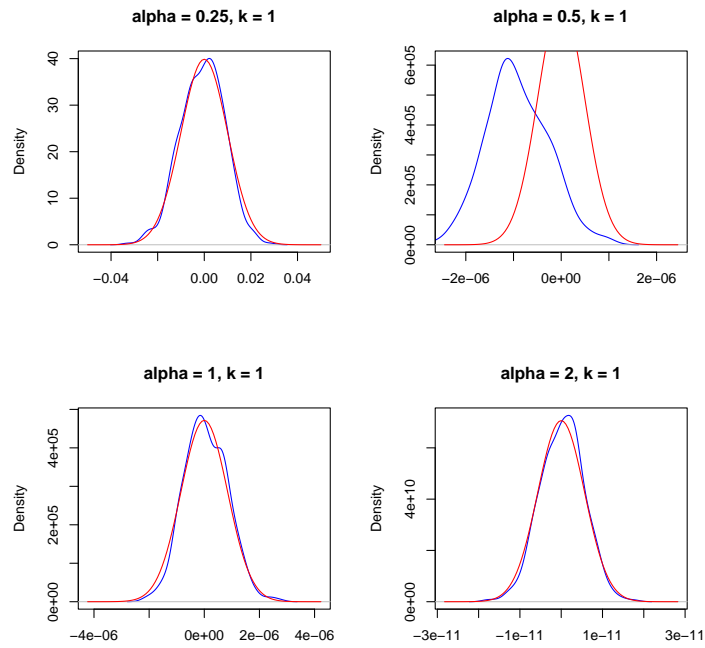 alpha = 0.25, k = 1
Density
0
10
20
30
40
−0.04
0.00
0.02
0.04
alpha = 0.5, k = 1
Density
0e+00
2e+05
4e+05
6e+05
−2e−06
0e+00
2e−06
alpha = 1, k = 1
Density
0e+00
2e+05
4e+05
−4e−06
0e+00
2e−06
4e−06
alpha = 2, k = 1
Density
0e+00
4e+10
−3e−11
−1e−11
1e−11
3e−11